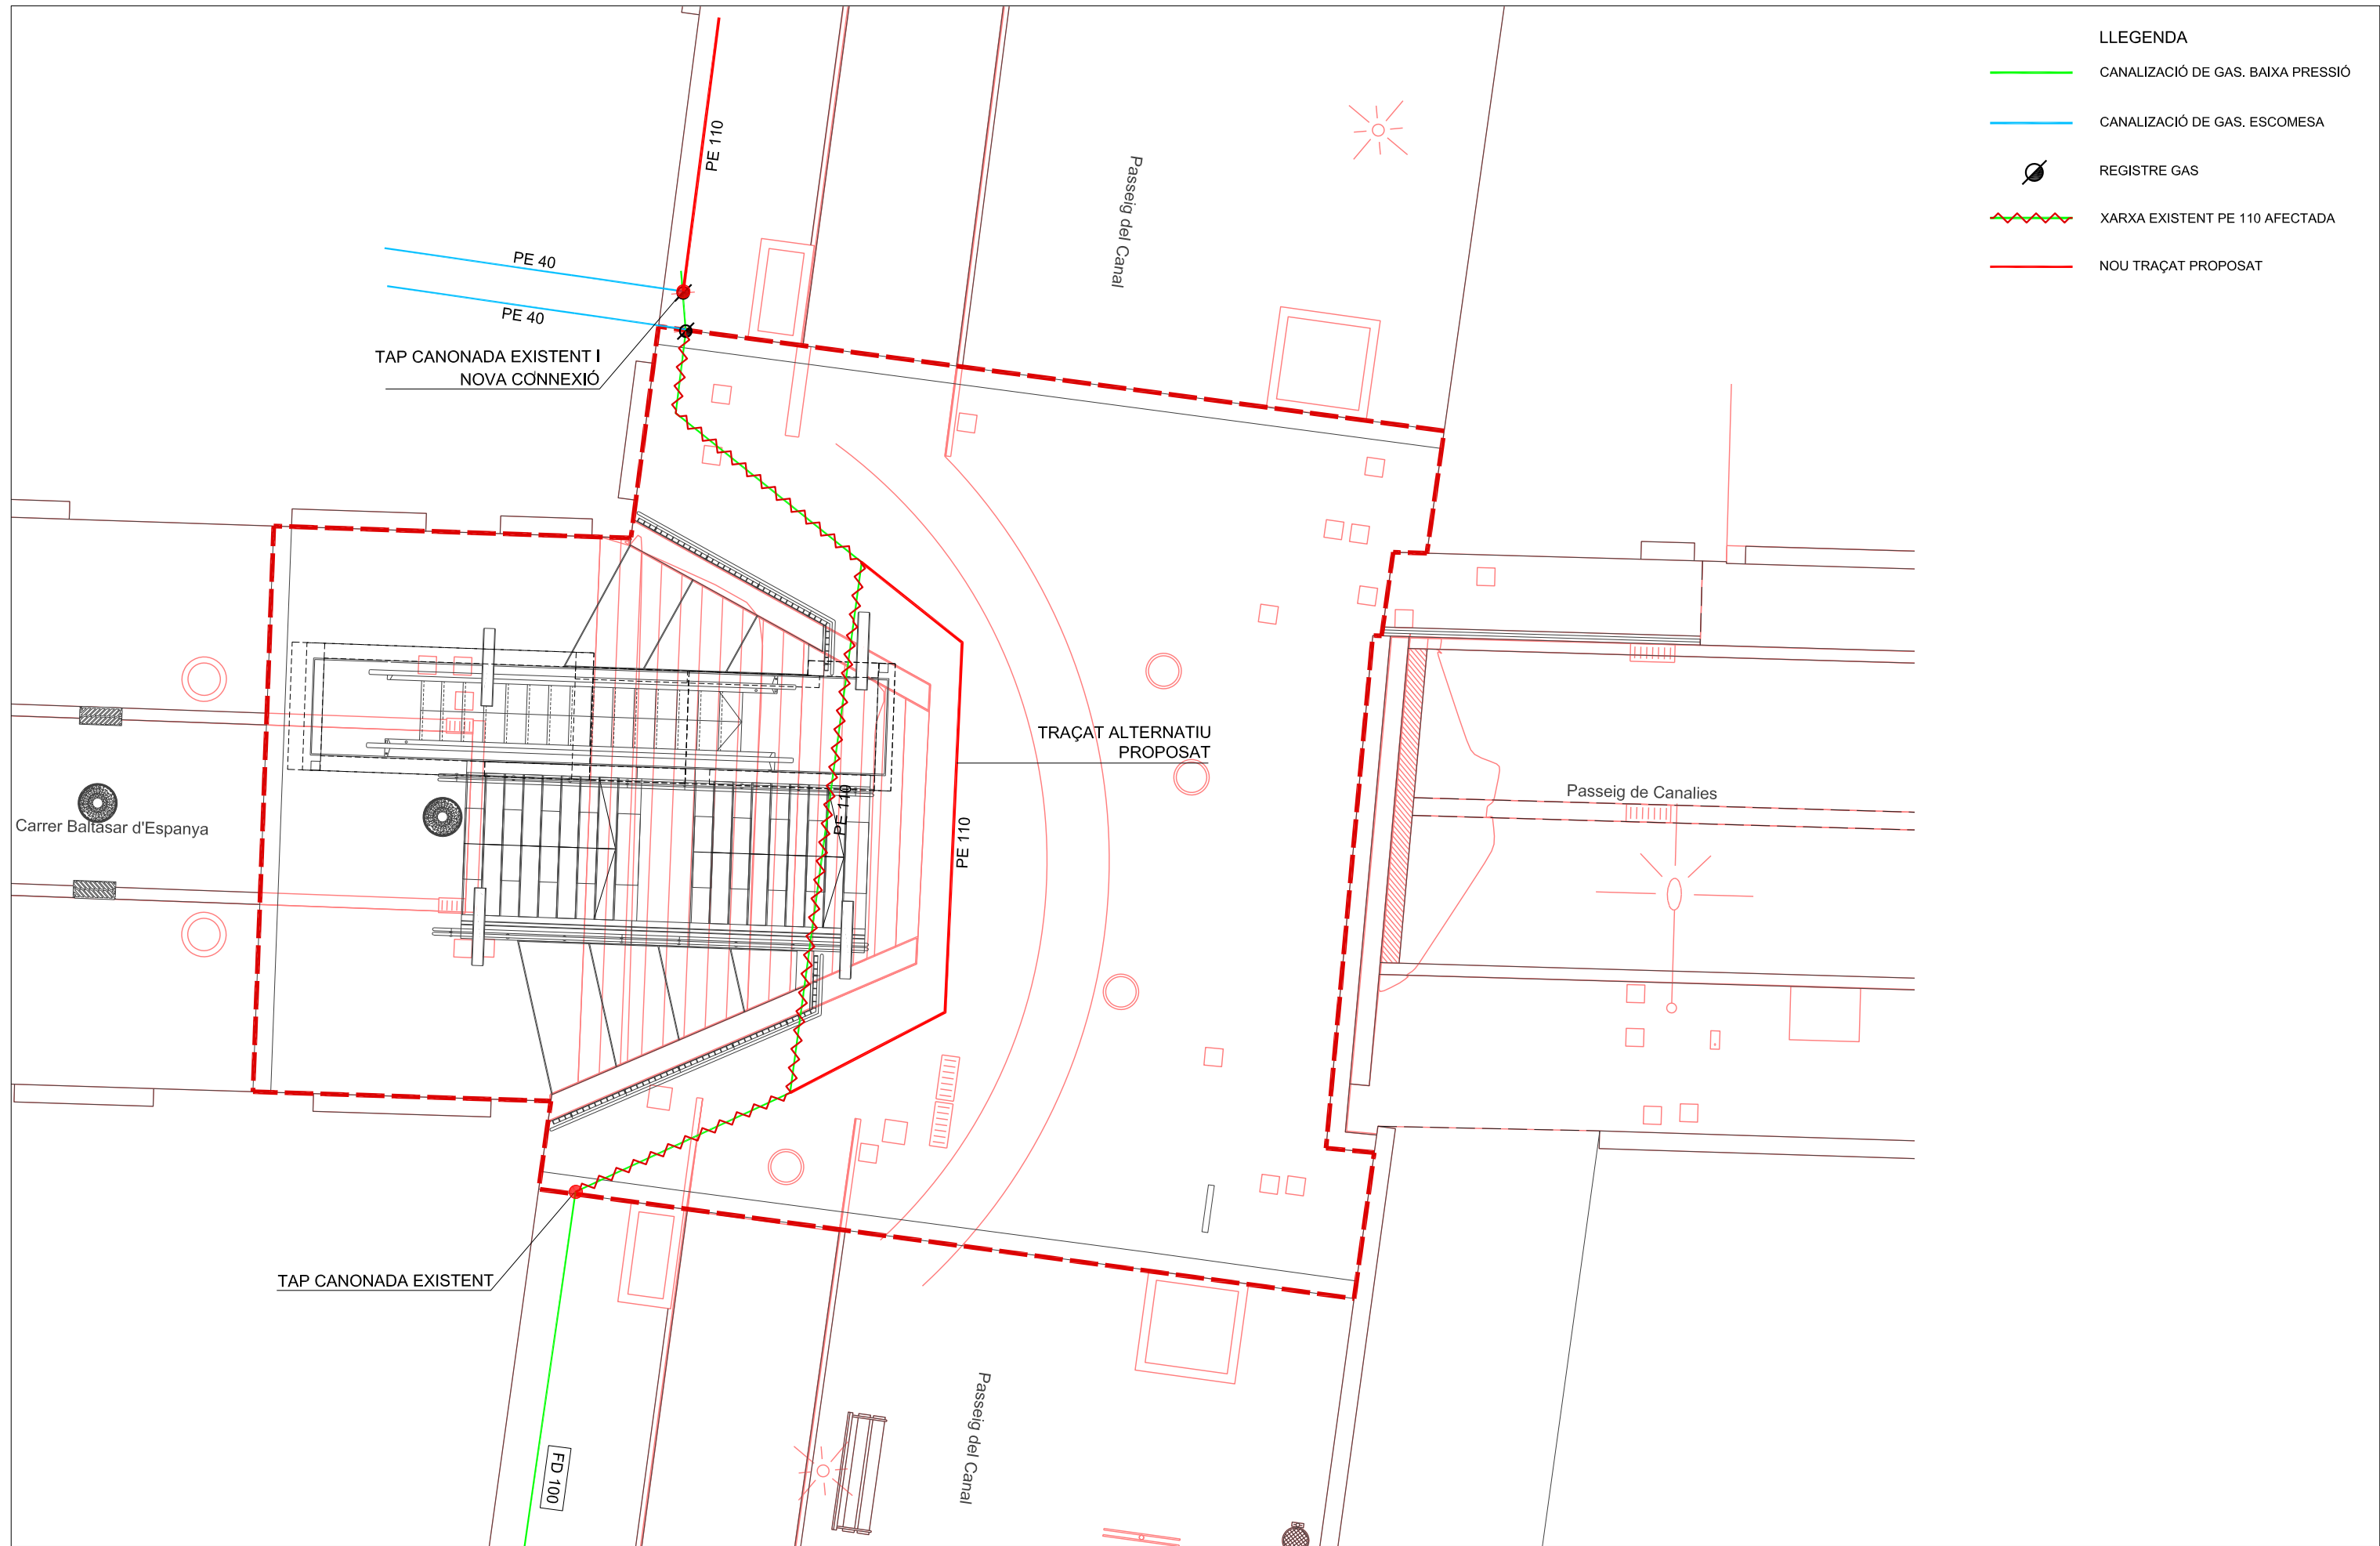 LLEGENDA
CANALIZACIÓ DE GAS. BAIXA PRESSIÓ
CANALIZACIÓ DE GAS. ESCOMESA
REGISTRE GAS
XARXA EXISTENT PE 110 AFECTADA
NOU TRAÇAT PROPOSAT
PE 110
Passeig del Canal
PE 40
PE 40
TAP CANONADA EXISTENT I
NOVA CONNEXIÓ
TRAÇAT ALTERNATIU
PROPOSAT
Passeig de Canalies
Carrer Baltasar d'Espanya
PE 110
PE 110
TAP CANONADA EXISTENT
Passeig del Canal
FD 100